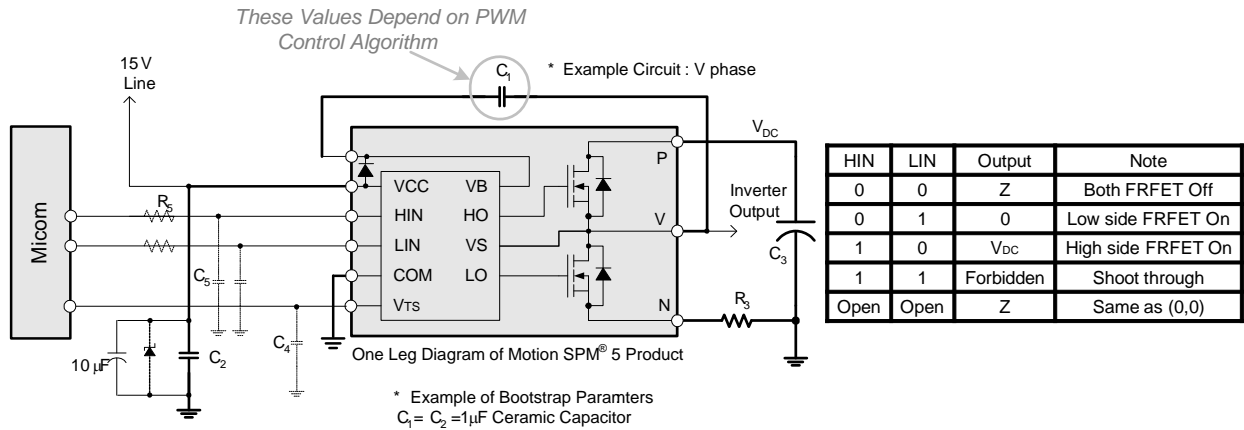 These Values Depend on PWM
Control Algorithm
15 V
Line
C1
* Example Circuit : V phase
VDC
P
Micom
R5
VCC VB
HIN HO
LIN VS
COM LO
VTS
V
Inverter
Output
C5
C3
N
R3
C4
10 μF
C2
One Leg Diagram of Motion SPM® 5 Product
* Example of Bootstrap Paramters
C1= C2 =1μF Ceramic Capacitor
HIN LIN Output Note
0 0 Z Both FRFET Off
0 1 0 Low side FRFET On
1 0 VDC High side FRFET On
1 1 Forbidden Shoot through
Open Open Z Same as (0,0)